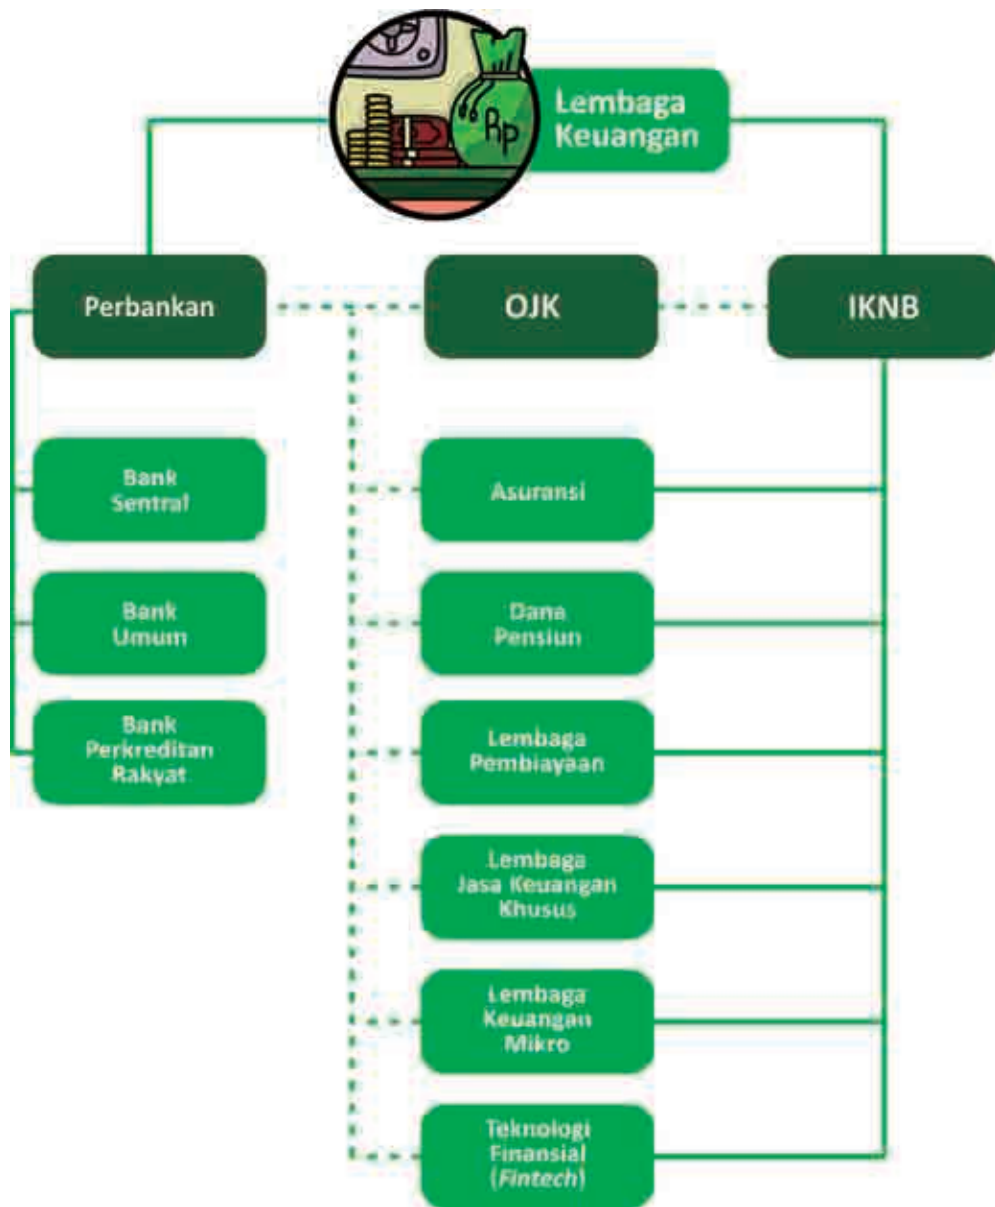 Rp
Lembaga
Keuangan
Perbankan
OJK
IKNB
Bank
Sentral
Asuransi
Bank
Umum
Dana
Pensiun
Bank
Perkreditan
Rakyat
Lembaga
Pembiayaan
Lembaga
Jasa Keuangan
Khusus
Lembaga
Keuangan
Mikro
Teknologi
Finansial
(Fintech)